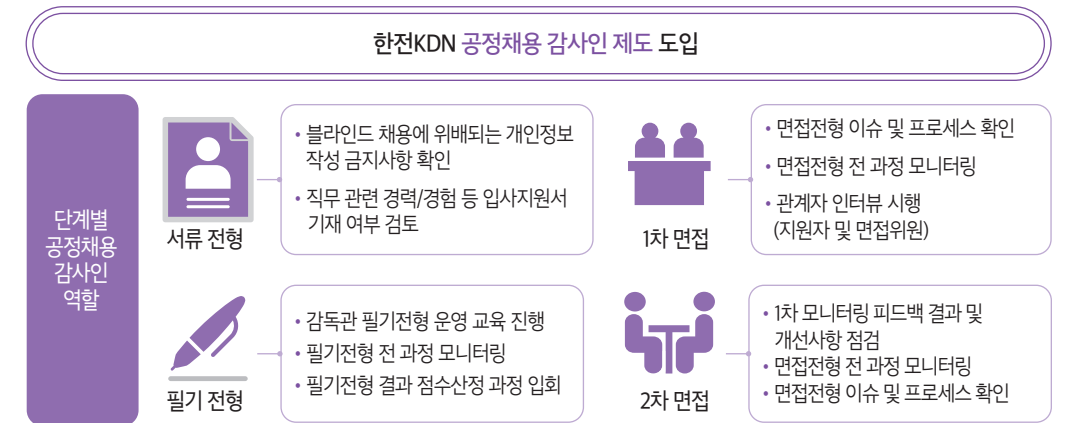 한전KDN 공정채용 감사인 제도 도입
단계별
공정채용
감사인
역할
서류 전형
• 블라인드 채용에 위배되는 개인정보
작성 금지사항 확인
• 직무 관련 경력/경험 등 입사지원서
기재 여부 검토
필기 전형
• 감독관 필기전형 운영 교육 진행
• 필기전형 전 과정 모니터링
• 필기전형 결과 점수산정 과정 입회
1차 면접
• 면접전형 이슈 및 프로세스 확인
• 면접전형 전 과정 모니터링
• 관계자 인터뷰 시행
(지원자 및 면접위원)
2차 면접
• 1차 모니터링 피드백 결과 및
개선사항 점검
• 면접전형 전 과정 모니터링
• 면접전형 이슈 및 프로세스 확인